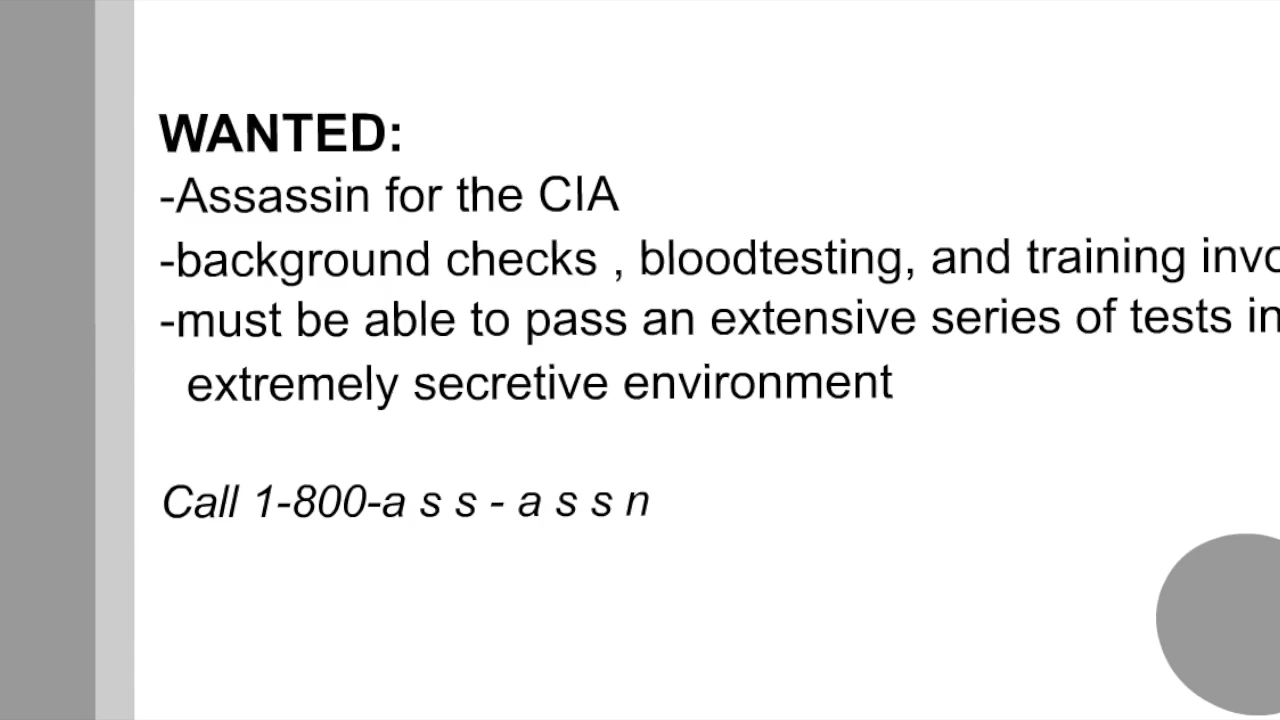 WANTED:
-Assassin for the CIA
-background checks , bloodtesting, and training
-must be able to pass an extensive series of tests in
extremely secretive environment
Call 1-800-a s s - a s s n